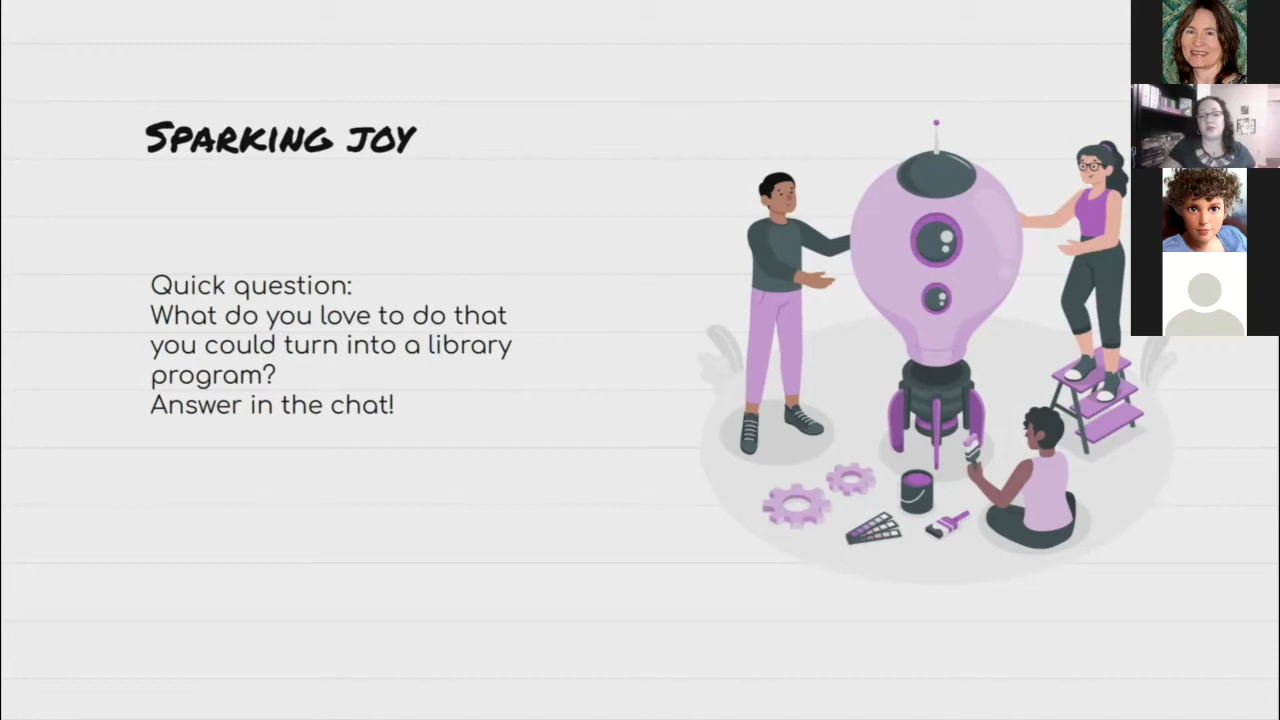 Sparking joy
Quick question:
What do you love to do that
you could turn into a library
program?
Answer in the chat!